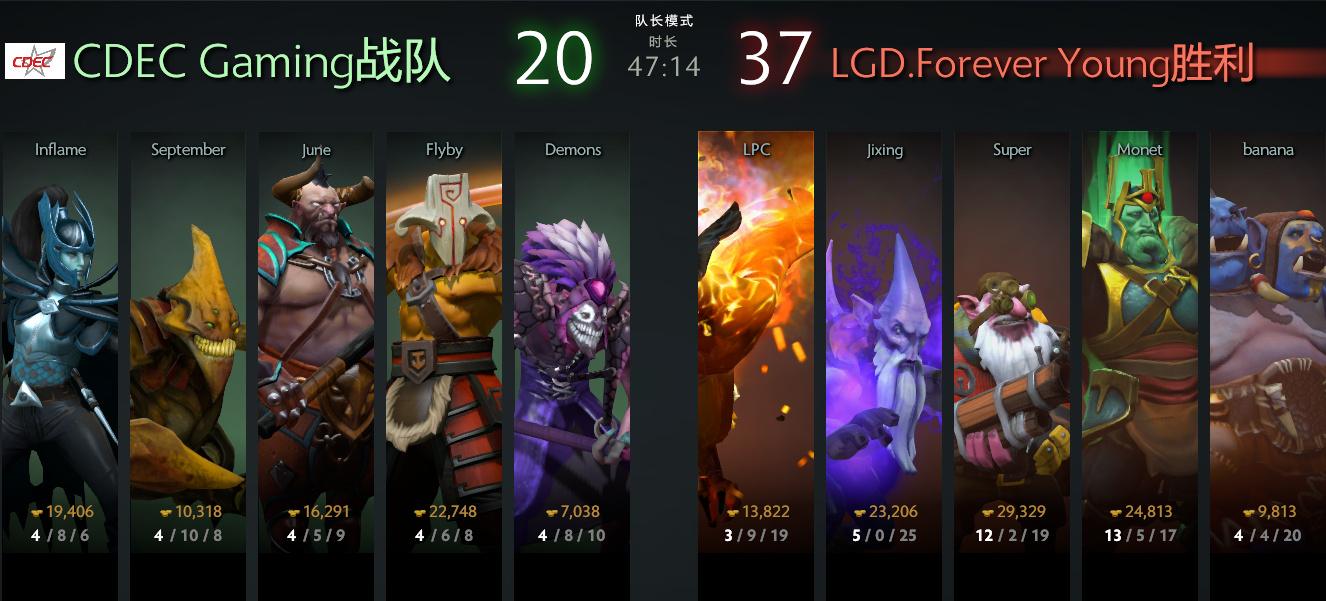 队长模式
CDEC
CDEC Gaming战队
20
时长
47:14
37
LGD.Forever Young胜利
Inflame
September
June
Flyby
Demons
LPC
Jixing
Super
Monet
banana
19,406
10,318
16,291
22,748
7,038
13,822
23,206
29,329
24,813
9,813
4 / 8 / 6
4 / 10 / 8
4 / 5 / 9
4 / 6 / 8
4 / 8 / 10
3 / 9 / 19
5 / 0 / 25
12 / 2 / 19
13 / 5 / 17
4 / 4 / 20